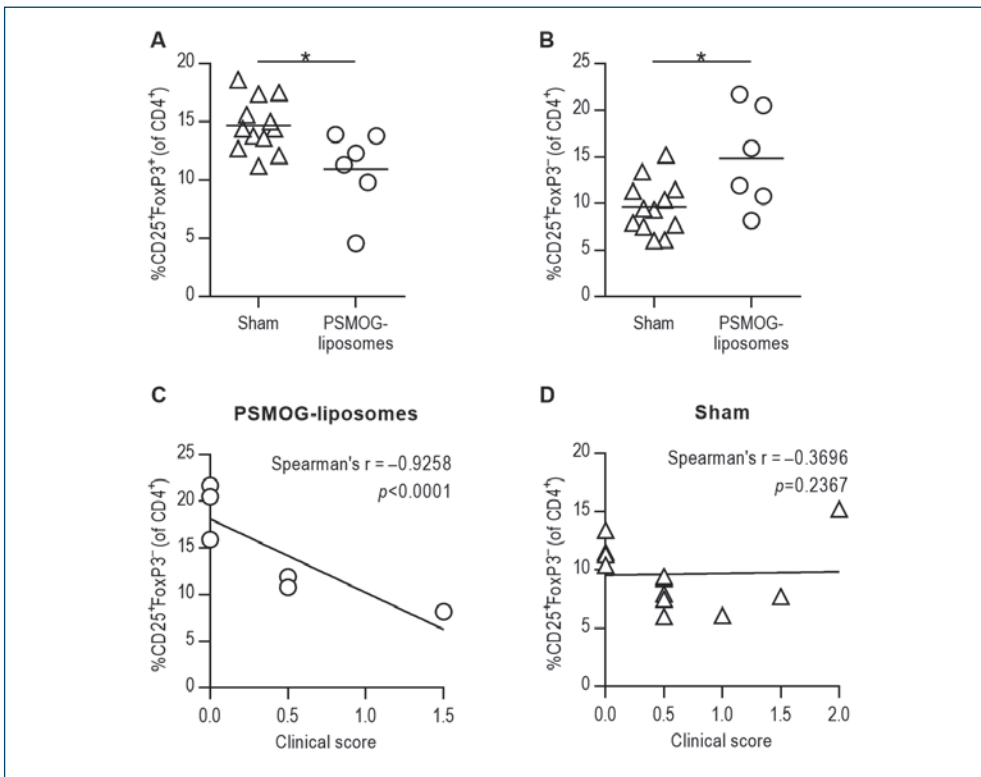 A
B
*
*
%CD25⁺FoxP3⁺ (of CD4⁺)
20
15
10
5
0
Sham
PSMOG-
liposomes
%CD25⁺FoxP3⁻ (of CD4⁺)
25
20
15
10
5
0
Sham
PSMOG-
liposomes
C
PSMOG-liposomes
Spearman's r = −0.9258
p<0.0001
%CD25⁺FoxP3⁻ (of CD4⁺)
25
20
15
10
5
0
0.0 0.5 1.0 1.5
Clinical score
D
Sham
Spearman's r = −0.3696
p=0.2367
%CD25⁺FoxP3⁻ (of CD4⁺)
20
15
10
5
0
0.0 0.5 1.0 1.5 2.0
Clinical score